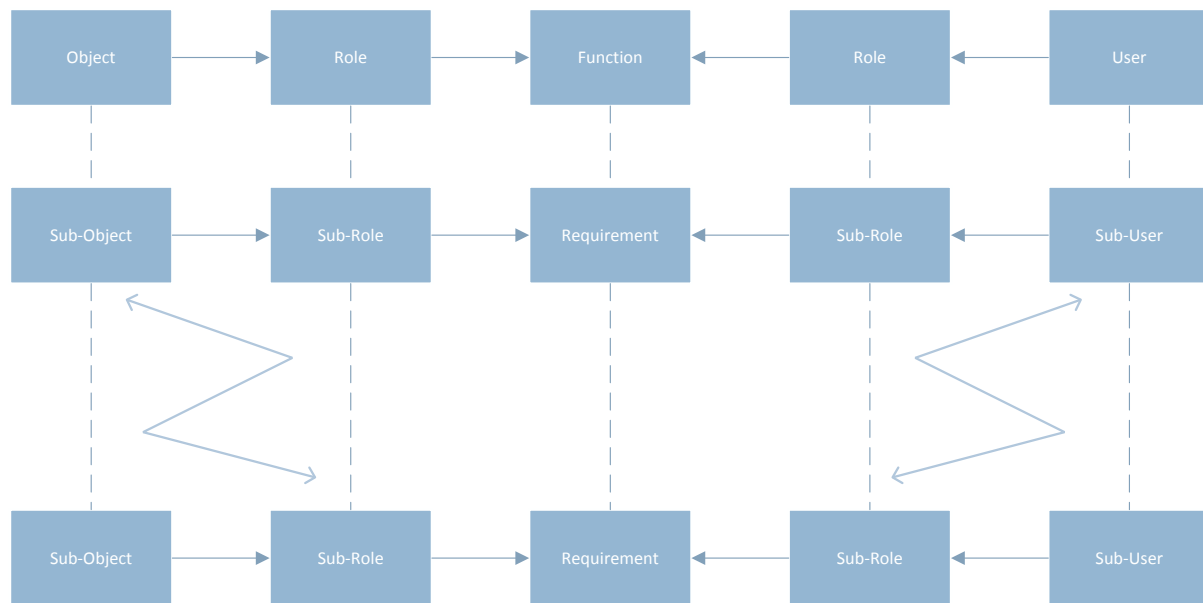 Object
Role
Function
Role
User
Sub-Object
Sub-Role
Requirement
Sub-Role
Sub-User
Sub-Object
Sub-Role
Requirement
Sub-Role
Sub-User